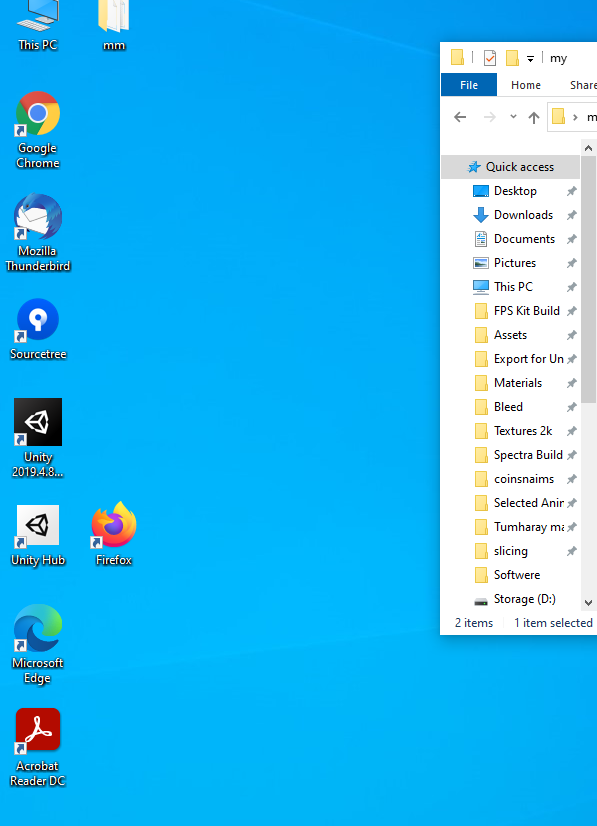 This PC
mm
Google
Chrome
Mozilla
Thunderbird
Sourcetree
Unity
2019.4.8...
Unity Hub
Firefox
Microsoft
Edge
Acrobat
Reader DC
my
File
Home
Share
m
Quick access
Desktop
Downloads
Documents
Pictures
This PC
FPS Kit Build
Assets
Export for Un
Materials
Bleed
Textures 2k
Spectra Build
coinsnaims
Selected Anir
Tumharay ma
slicing
Softwere
Storage (D:)
2 items
1 item selected